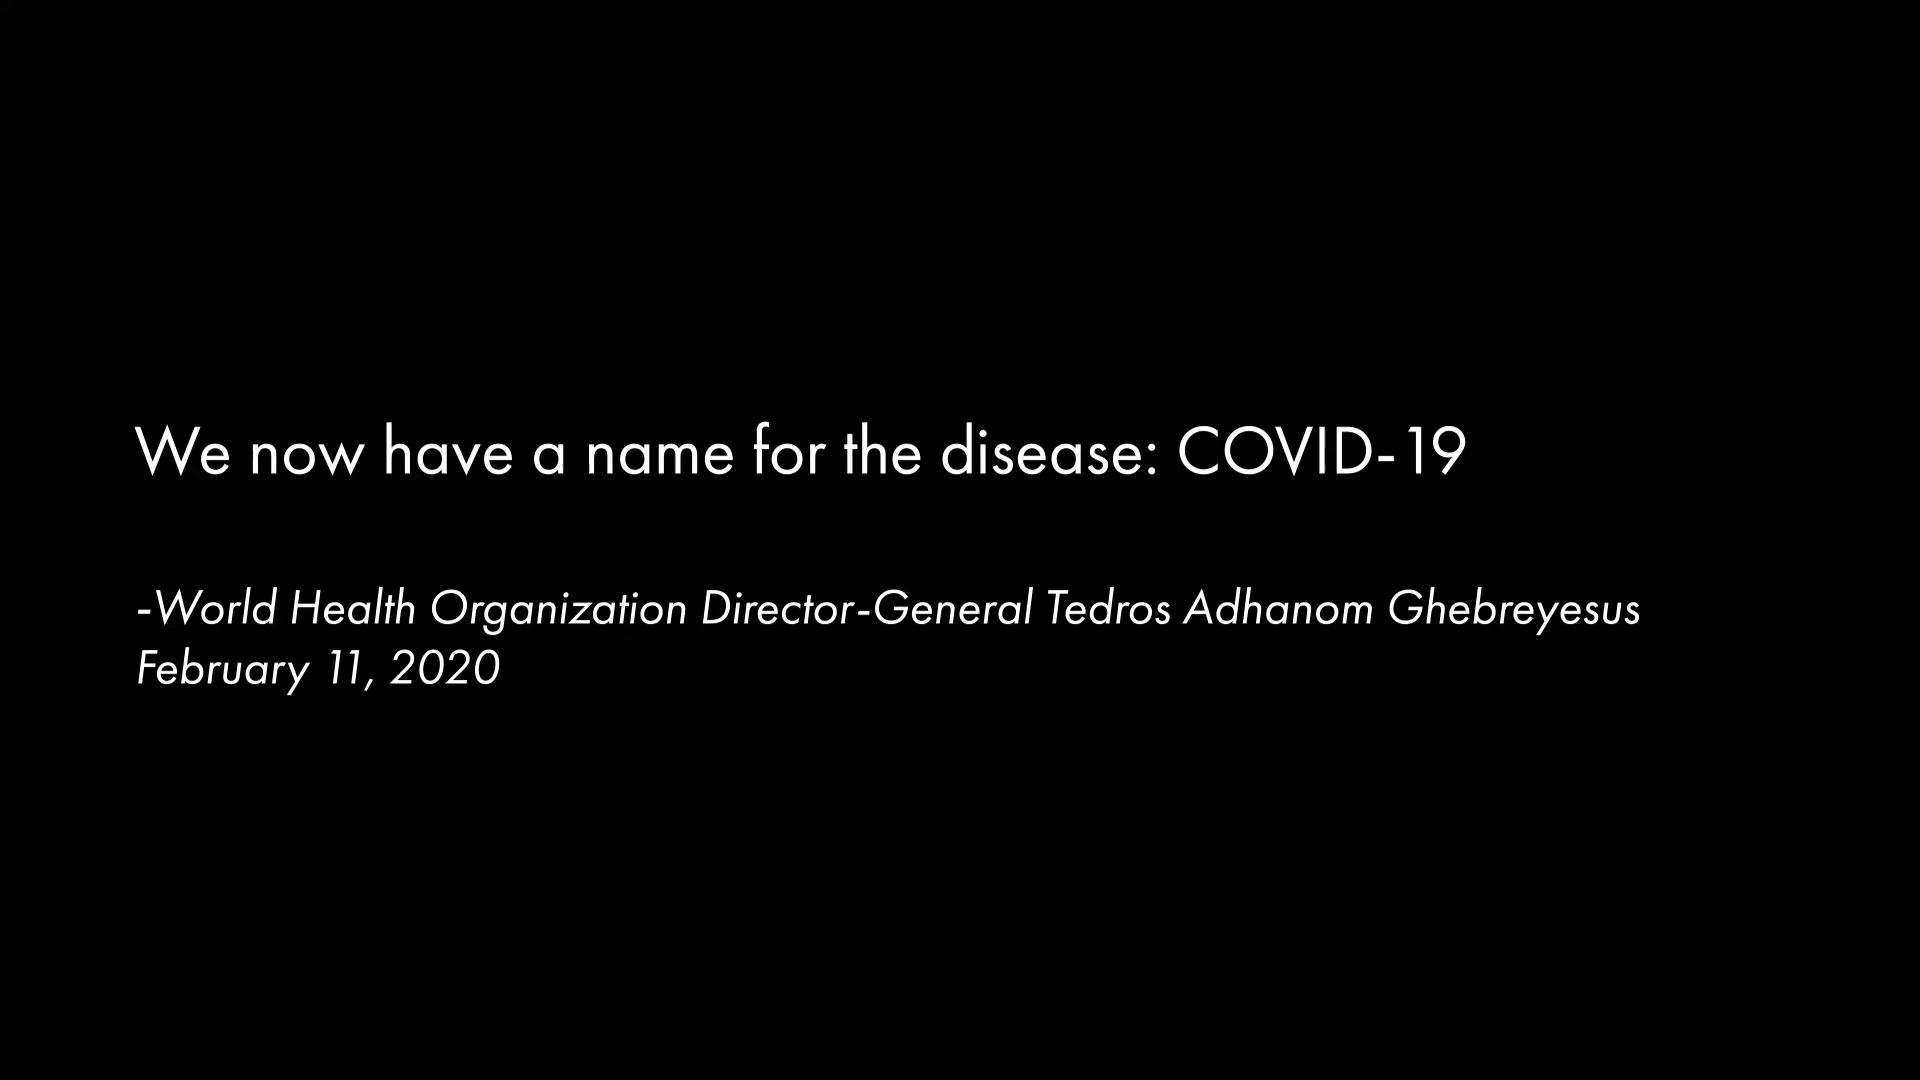 We now have a name for the disease: COVID-19
-World Health Organization Director-General Tedros Adhanom Ghebreyesus
February 11, 2020